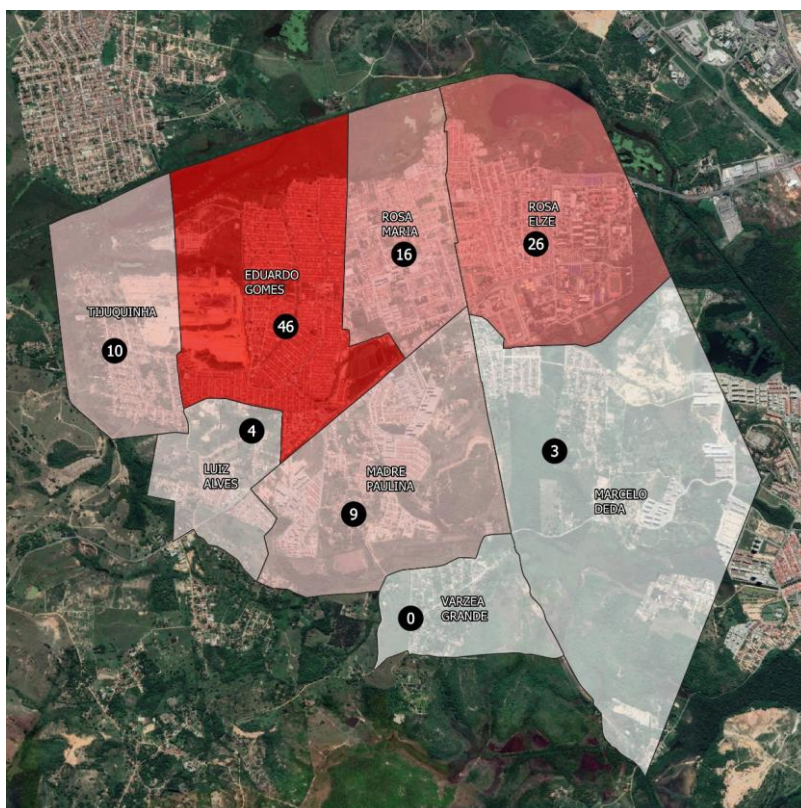 ROSA
ELZE
26
ROSA
MARIA
16
EDUARDO
GOMES
46
TIJUQUINHA
10
4
LUIZ
ALVES
MADRE
PAULINA
9
3
MARCELO
DEDA
VARZEA
GRANDE
0